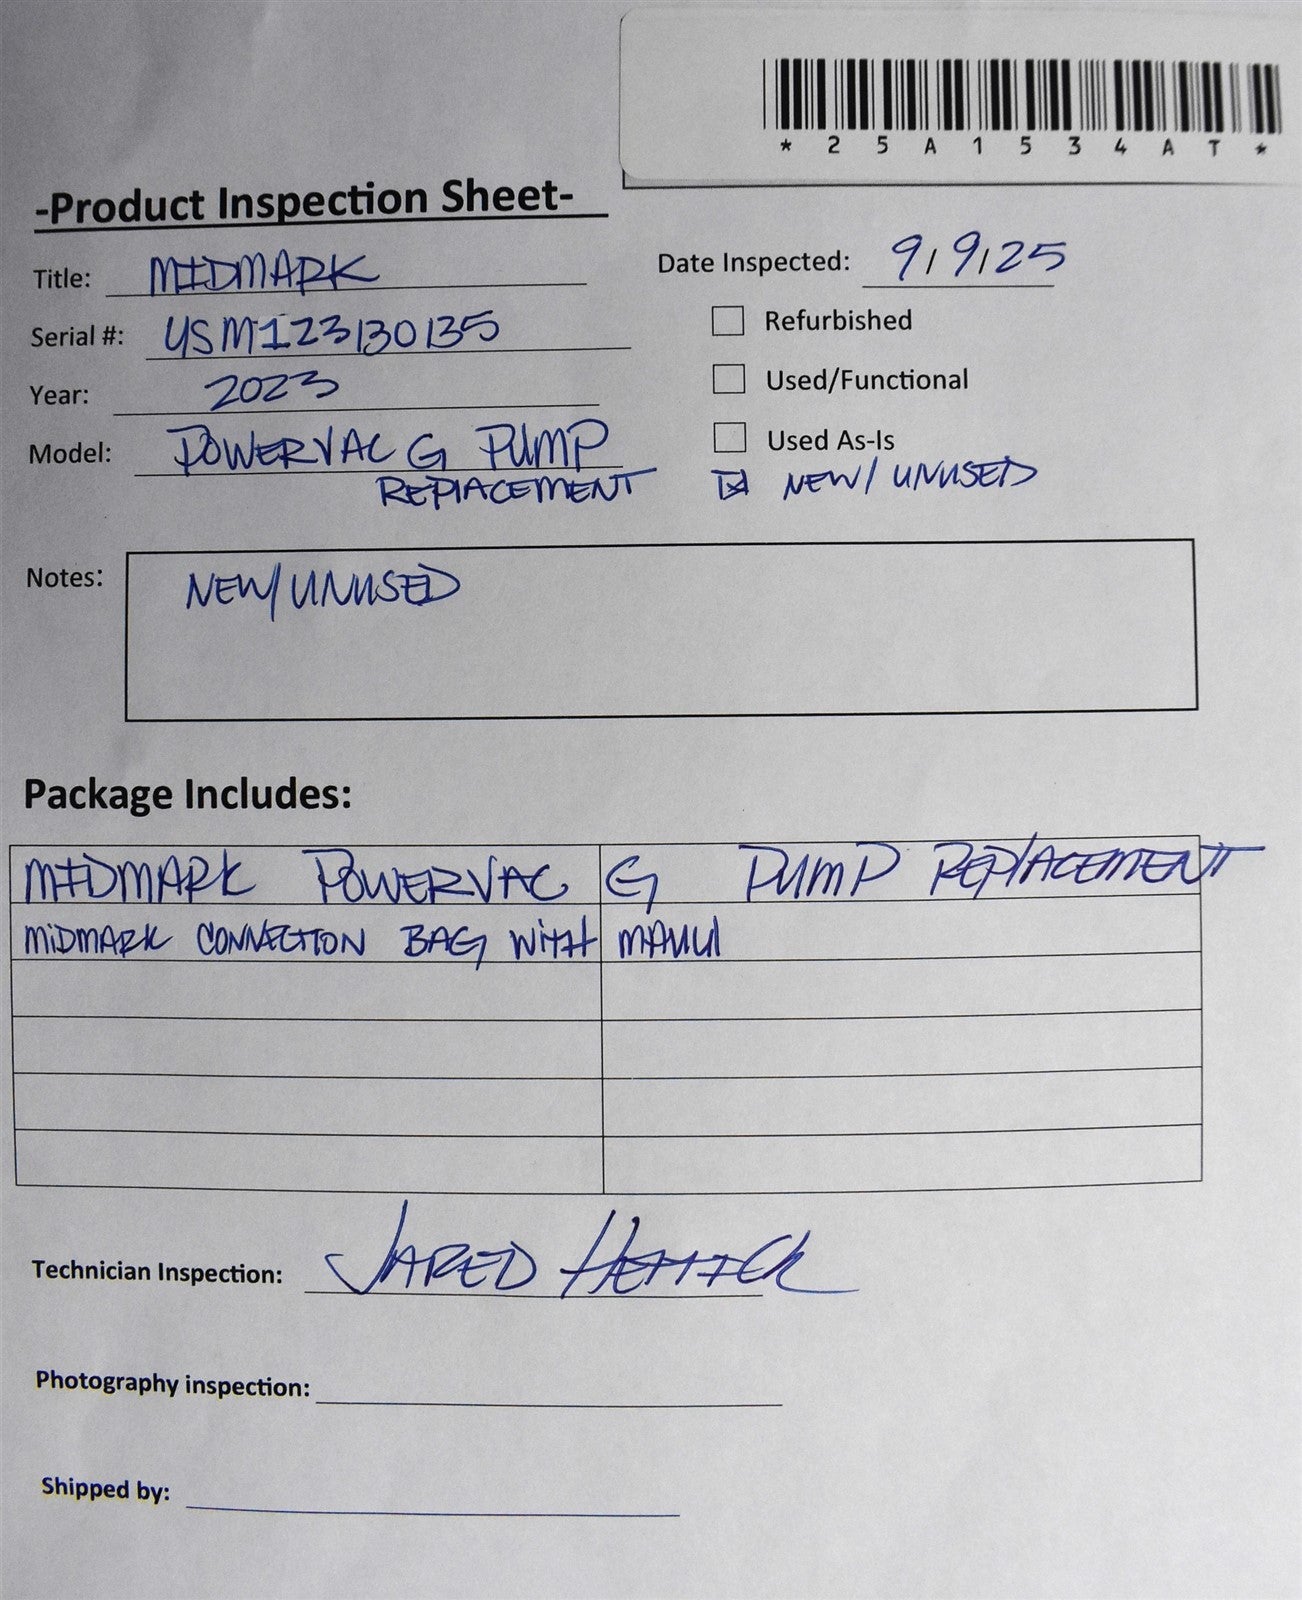 * 2 5 A 1 5 3 4 A T *
-Product Inspection Sheet-
Title: MIDMARK
Date Inspected: 9/9/25
Serial #: YSM123130135
Refurbished
Year: 2023
Used/Functional
Model: POWERVAC G PUMP
REPLACEMENT
Used As-Is
NEW/UNUSED
Notes: NEW/UNUSED
Package Includes:
MIDMARK POWERVAC G PUMP REPLACEMENT
MIDMARK CONNECTION BAG WITH
Technician Inspection: JARED
Photography inspection:
Shipped by: